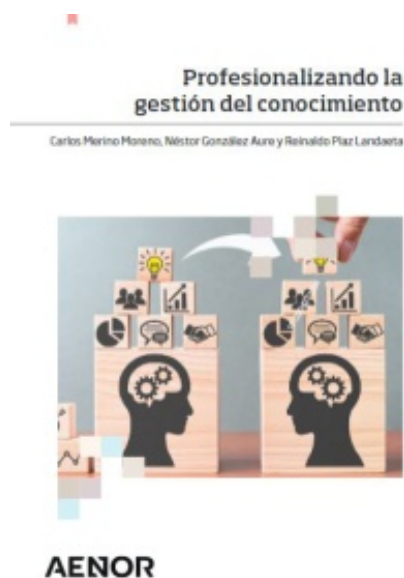 Profesionalizando la
gestión del conocimiento
Carlos Merino Moreno, Néstor González Aure y Reinaldo Plaz Landaeta
AENOR